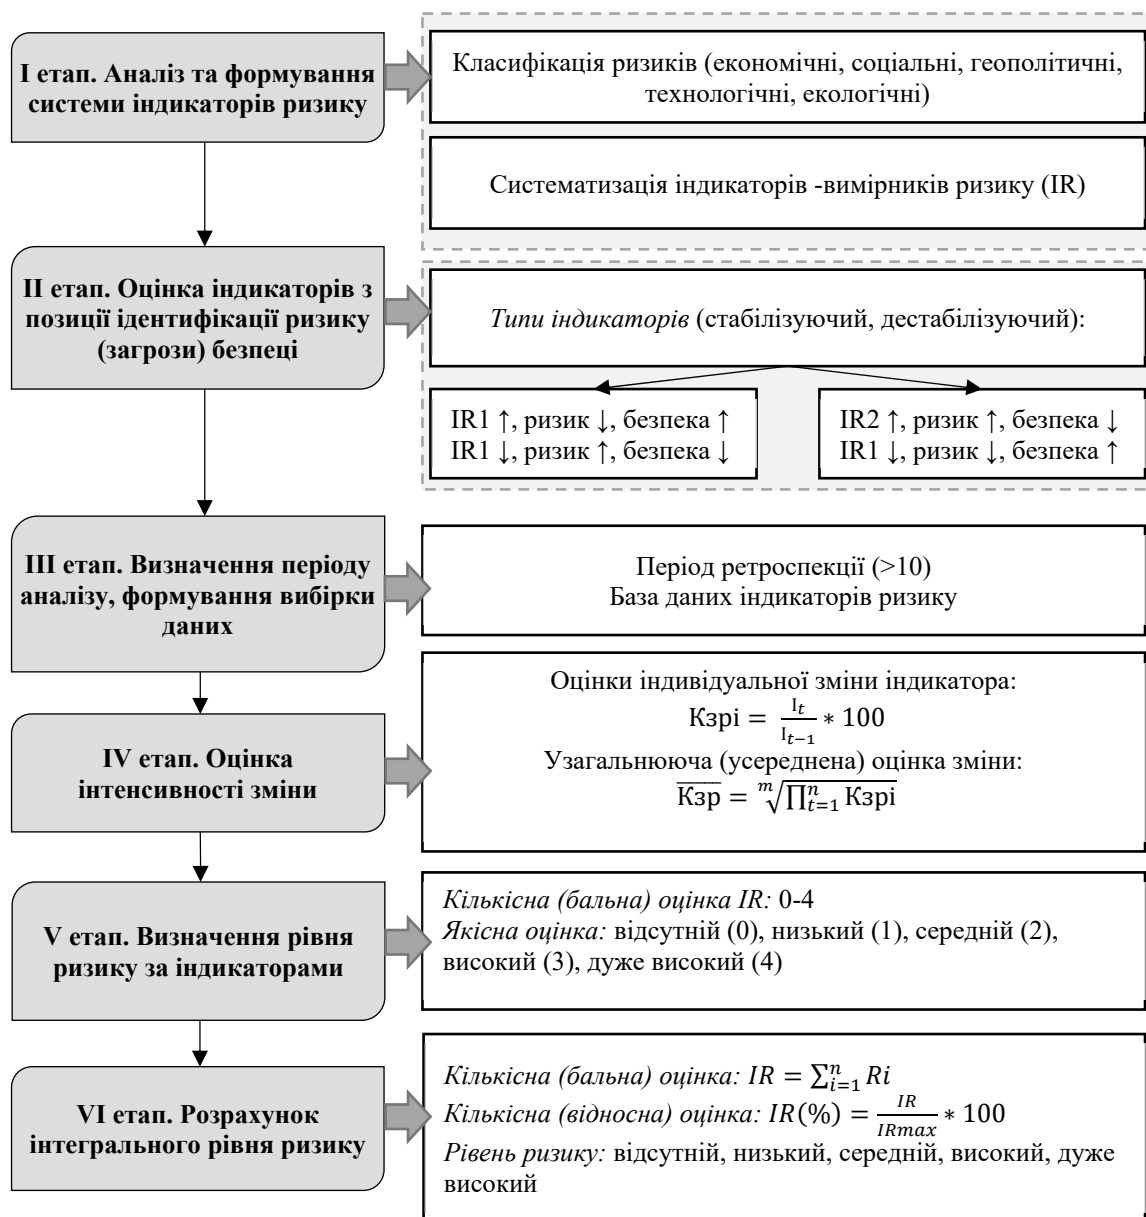 I етап. Аналіз та формування
системи індикаторів ризику
Класифікація ризиків (економічні, соціальні, геополітичні,
технологічні, екологічні)
Систематизація індикаторів -вимірників ризику (IR)
II етап. Оцінка індикаторів з
позиції ідентифікації ризику
(загрози) безпеці
Типи індикаторів (стабілізуючий, дестабілізуючий):
IR1 ↑, ризик ↓, безпека ↑
IR1 ↓, ризик ↑, безпека ↓
IR2 ↑, ризик ↑, безпека ↓
IR1 ↓, ризик ↓, безпека ↑
III етап. Визначення періоду
аналізу, формування вибірки
даних
Період ретроспекції (>10)
База даних індикаторів ризику
IV етап. Оцінка
інтенсивності зміни
Оцінки індивідуальної зміни індикатора:
Кзрі = I_t / I_{t−1} * 100
Узагальнююча (усереднена) оцінка зміни:
К̅з̅р̅ = ᵐ√(∏ⁿₜ₌₁ Кзрі)
V етап. Визначення рівня
ризику за індикаторами
Кількісна (бальна) оцінка IR: 0-4
Якісна оцінка: відсутній (0), низький (1), середній (2),
високий (3), дуже високий (4)
VI етап. Розрахунок
інтегрального рівня ризику
Кількісна (бальна) оцінка: IR = ∑ⁿᵢ₌₁ Ri
Кількісна (відносна) оцінка: IR(%) = IR / IRmax * 100
Рівень ризику: відсутній, низький, середній, високий, дуже
високий